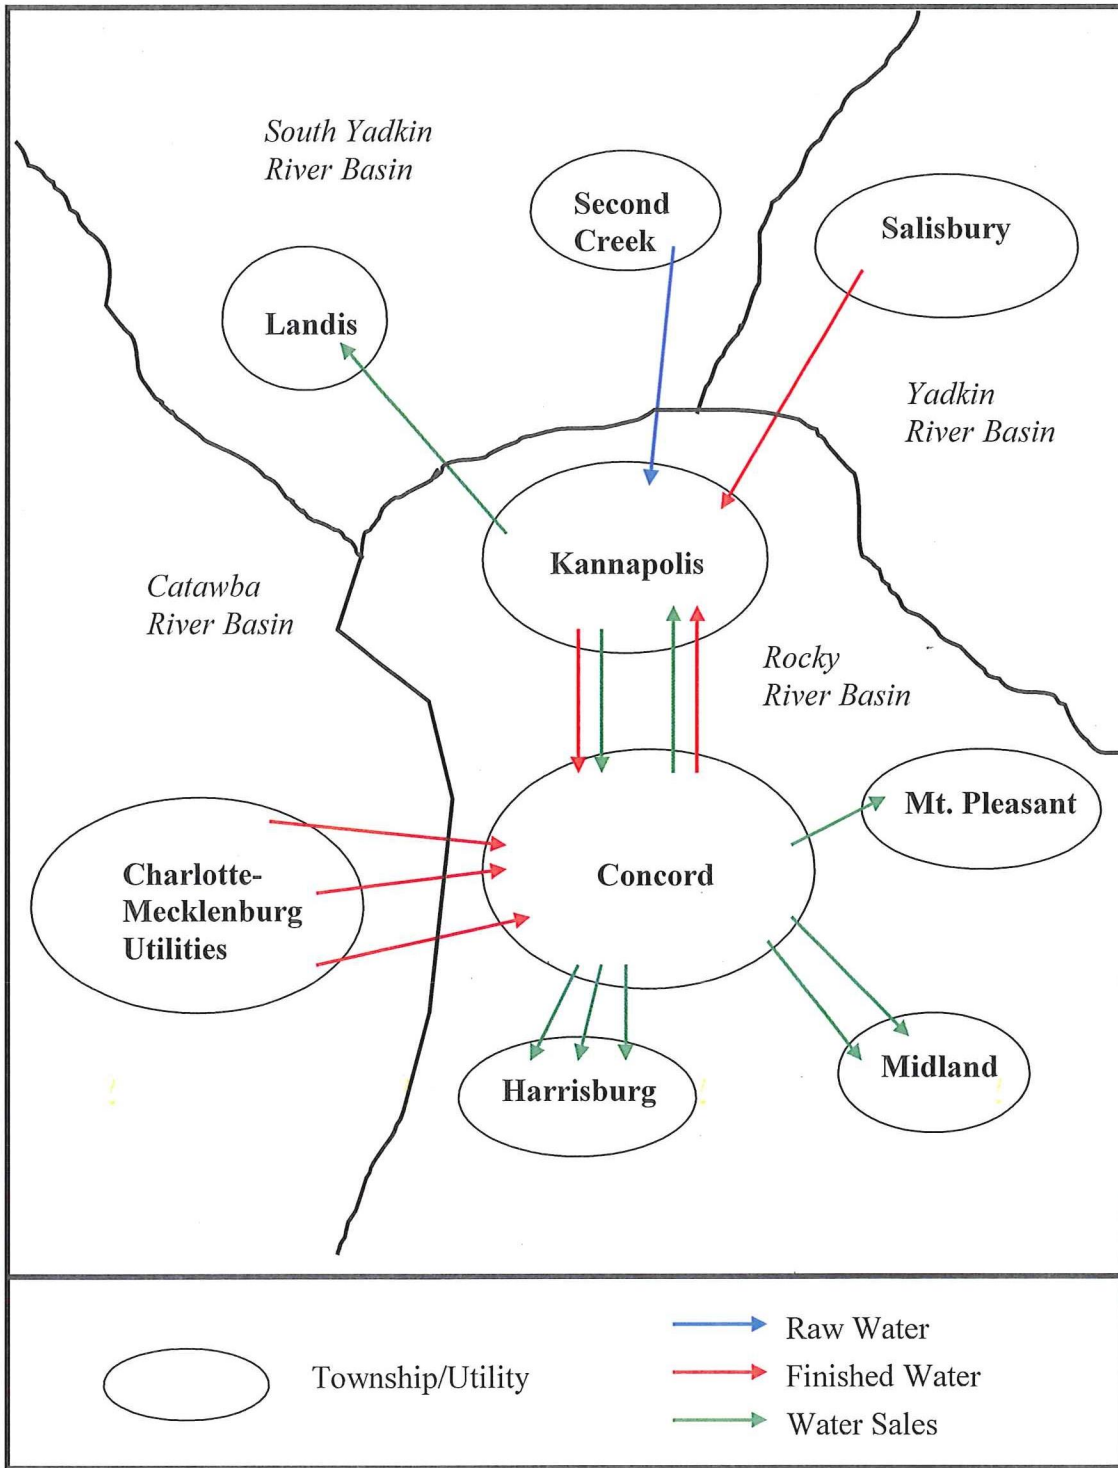 South Yadkin
River Basin
Second
Creek
Salisbury
Landis
Yadkin
River Basin
Kannapolis
Catawba
River Basin
Rocky
River Basin
Mt. Pleasant
Charlotte-
Mecklenburg
Utilities
Concord
Harrisburg
Midland
Township/Utility
Raw Water
Finished Water
Water Sales